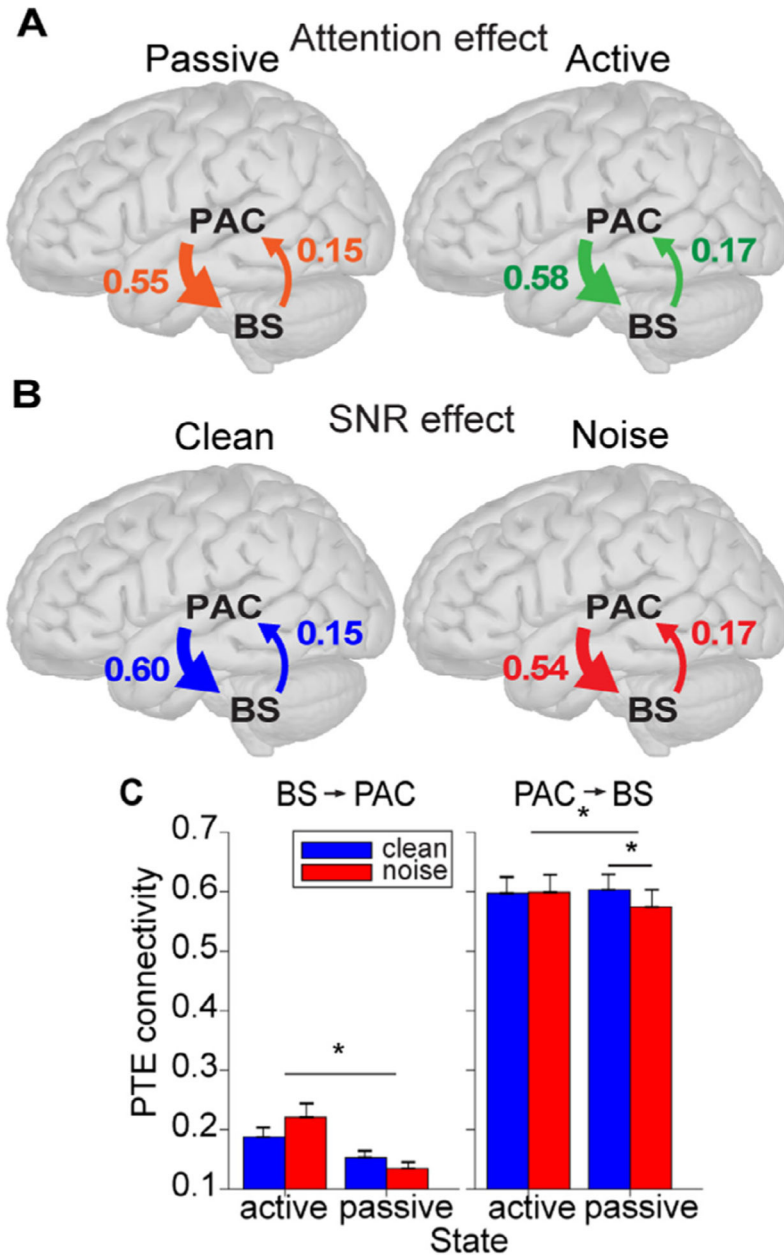 A
Attention effect
Passive
Active
PAC
0.55
0.15
BS
PAC
0.58
0.17
BS
B
SNR effect
Clean
Noise
PAC
0.60
0.15
BS
PAC
0.54
0.17
BS
C
BS → PAC
PAC → BS
*
clean
noise
*
*
PTE connectivity
0.7
0.6
0.5
0.4
0.3
0.2
0.1
active
passive
active
passive
State